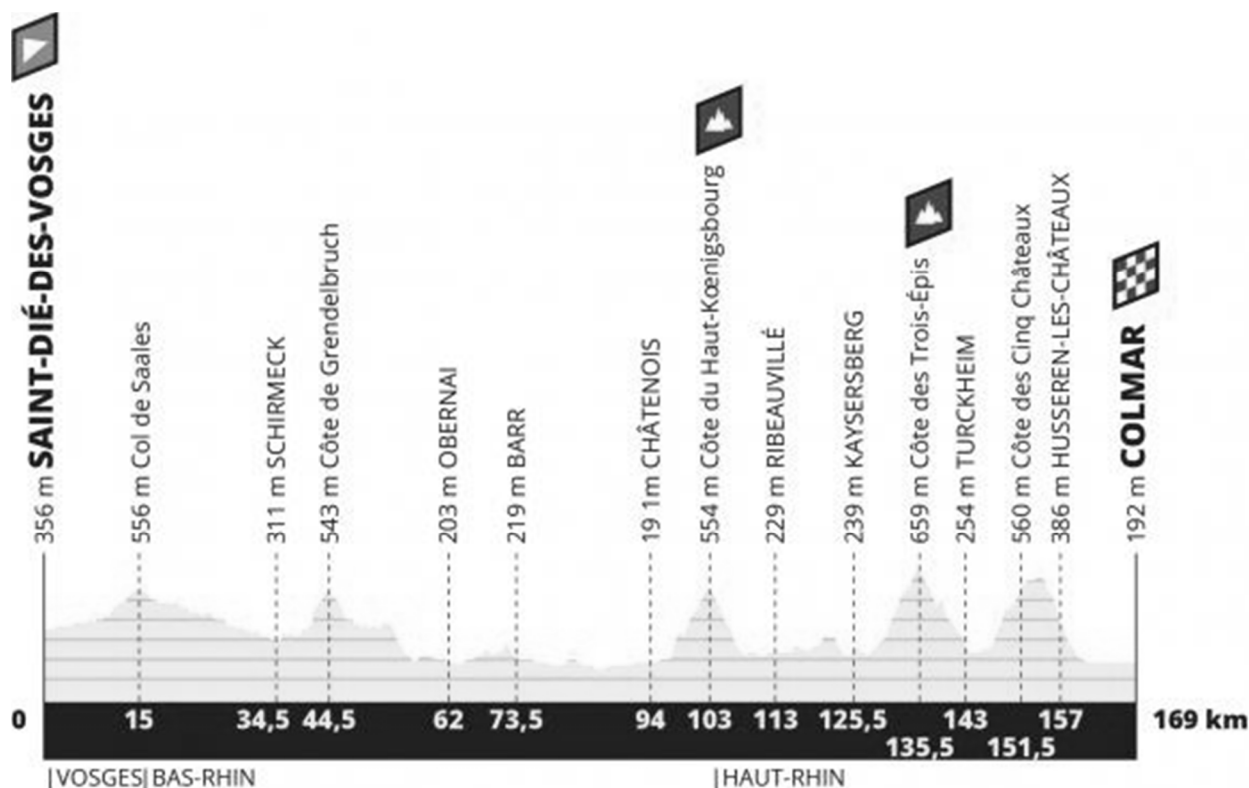 356 m SAINT-DIÉ-DES-VOSGES
556 m Col de Saales
311 m SCHIRMECK
543 m Côte de Grendelbruch
203 m OBERNAI
219 m BARR
19 1m CHÂTENOIS
554 m Côte du Haut-Kœnigsbourg
229 m RIBEAUVILLÉ
239 m KAYSERSBERG
659 m Côte des Trois-Épis
254 m TURCKHEIM
560 m Côte des Cinq Châteaux
386 m HUSSEREN-LES-CHÂTEAUX
192 m COLMAR
0 15 34,5 44,5 62 73,5 94 103 113 125,5 143 157 169 km
135,5 151,5
|VOSGES|BAS-RHIN |HAUT-RHIN